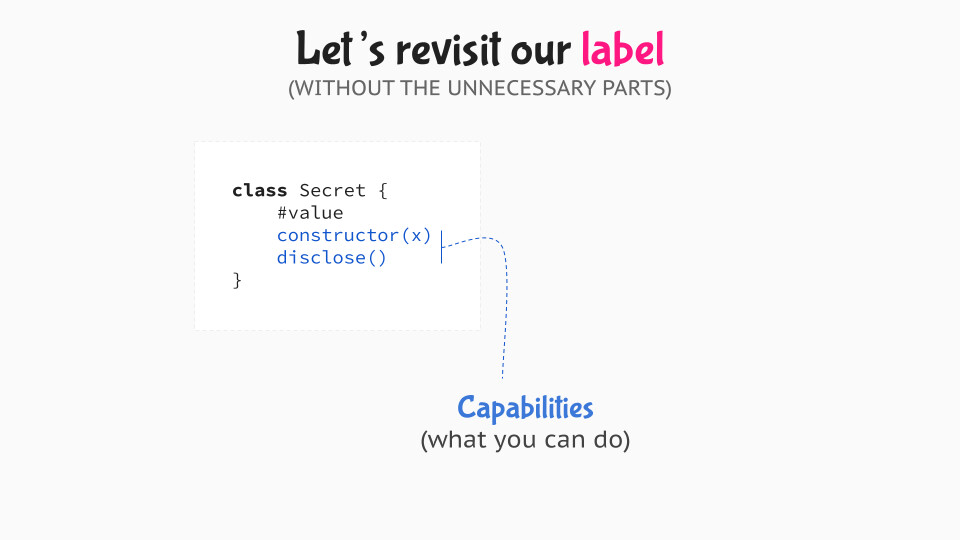 Let's revisit our label
(WITHOUT THE UNNECESSARY PARTS)
class Secret {
    #value
    constructor(x)
    disclose()
}
Capabilities
(what you can do)